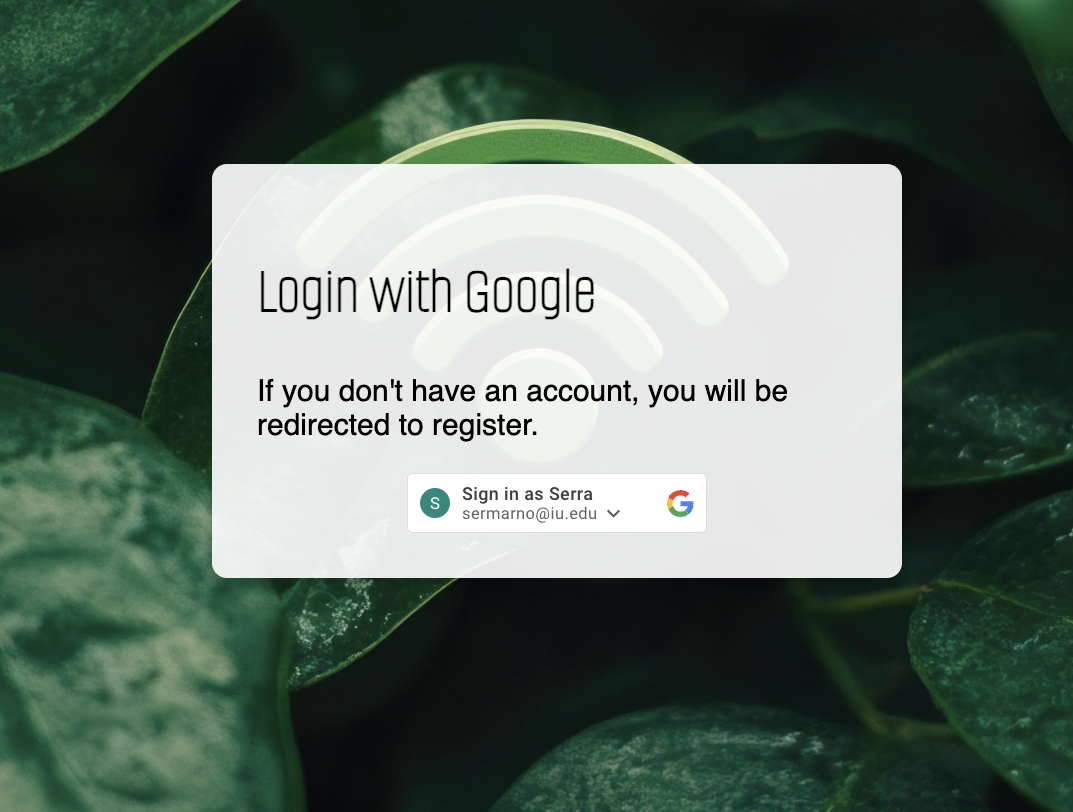 Login with Google
If you don't have an account, you will be
redirected to register.
S
Sign in as Serra
sermarno@iu.edu